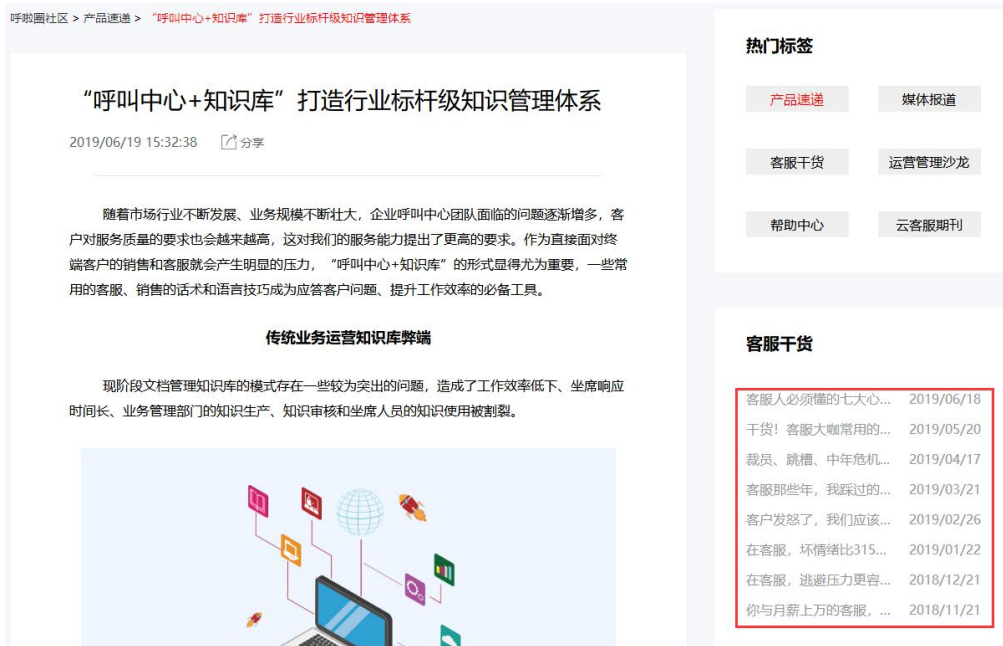 呼啦圈社区 > 产品速递 > “呼叫中心+知识库”打造行业标杆级知识管理体系
“呼叫中心+知识库”打造行业标杆级知识管理体系
2019/06/19 15:32:38 分享
随着市场行业不断发展、业务规模不断壮大，企业呼叫中心团队面临的问题逐渐增多，客
户对服务质量的要求也会越来越高，这对我们的服务能力提出了更高的要求。作为直接面对终
端客户的销售和客服就会产生明显的压力，“呼叫中心+知识库”的形式显得尤为重要，一些常
用的客服、销售的话术和语言技巧成为应答客户问题、提升工作效率的必备工具。
传统业务运营知识库弊端
现阶段文档管理知识库的模式存在一些较为突出的问题，造成了工作效率低下、坐席响应
时间长、业务管理部门的知识生产、知识审核和坐席人员的知识使用被割裂。
热门标签
产品速递 媒体报道
客服干货 运营管理沙龙
帮助中心 云客服期刊
客服干货
客服人必须懂的七大心... 2019/06/18
干货！客服大咖常用的... 2019/05/20
裁员、跳槽、中年危机... 2019/04/17
客服那些年，我踩过的... 2019/03/21
客户发怒了，我们应该... 2019/02/26
在客服，坏情绪比315... 2019/01/22
在客服，逃避压力更容... 2018/12/21
你与月薪上万的客服，... 2018/11/21